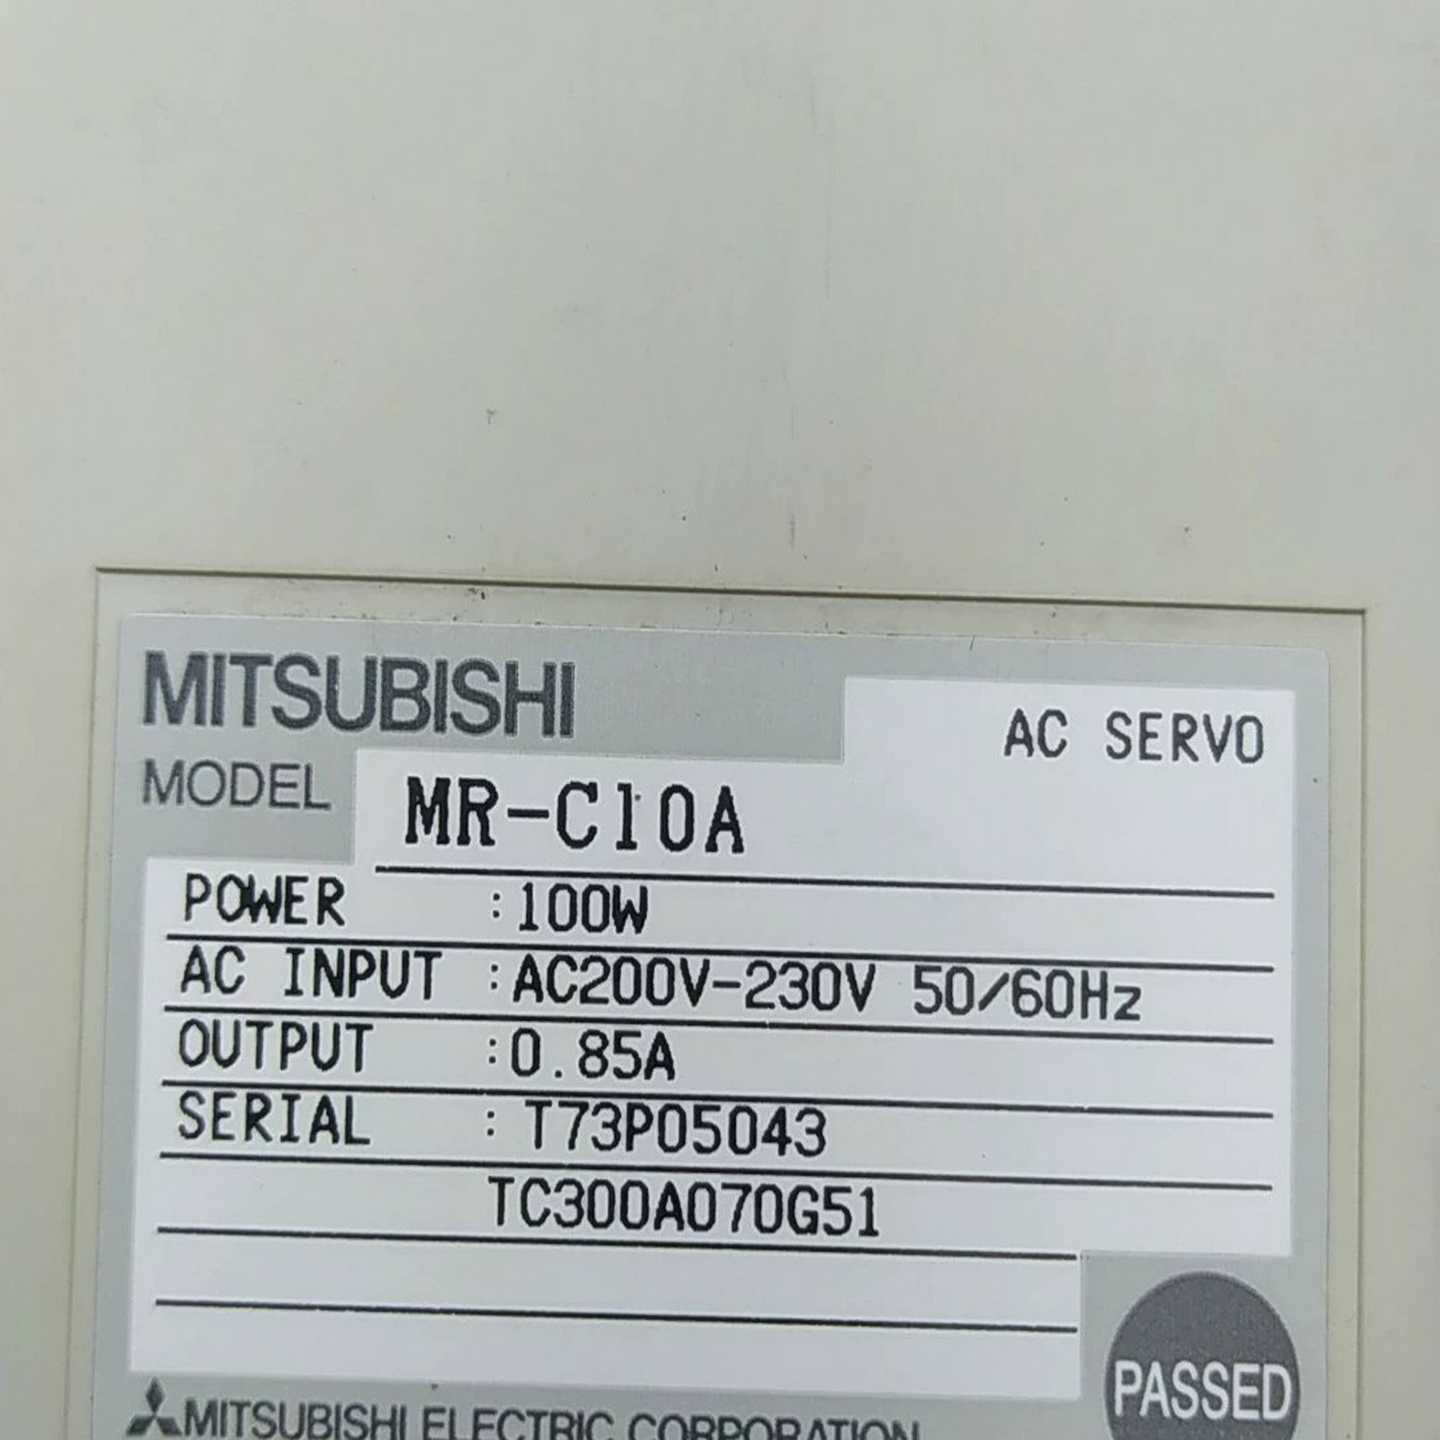 MITSUBISHI
AC SERVO
MODEL MR-C10A
POWER :100W
AC INPUT :AC200V-230V 50/60Hz
OUTPUT :0.85A
SERIAL : T73P05043
TC300A070G51
PASSED
MITSUBISHI ELECTRIC CORPORATION